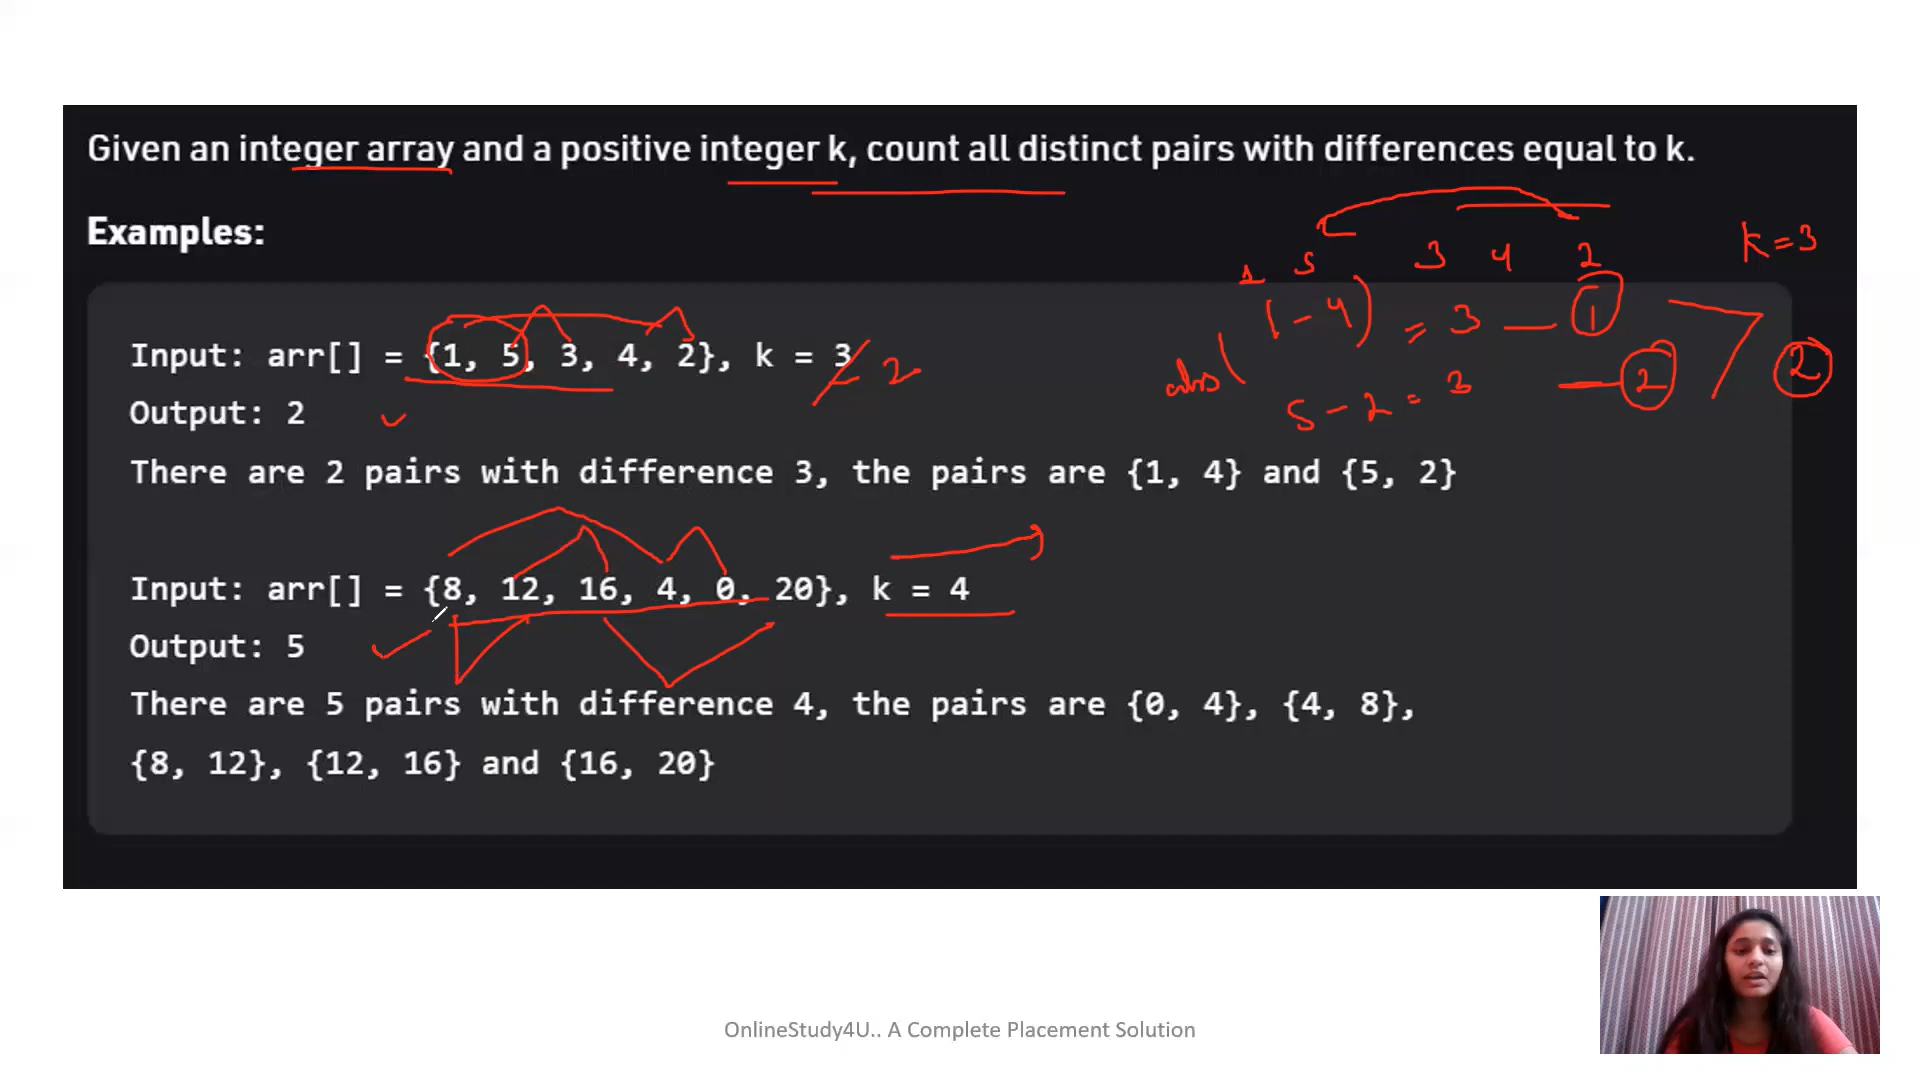 Given an integer array and a positive integer k, count all distinct pairs with differences equal to k.
Examples:
k = 3
1 5 3 4 2
Input: arr[] = {1, 5, 3, 4, 2}, k = 3 2
abs (1 - 4) = 3 — 1
5 - 2 = 3 — 2
2
Output: 2
There are 2 pairs with difference 3, the pairs are {1, 4} and {5, 2}
Input: arr[] = {8, 12, 16, 4, 0, 20}, k = 4
Output: 5
There are 5 pairs with difference 4, the pairs are {0, 4}, {4, 8},
{8, 12}, {12, 16} and {16, 20}
OnlineStudy4U.. A Complete Placement Solution